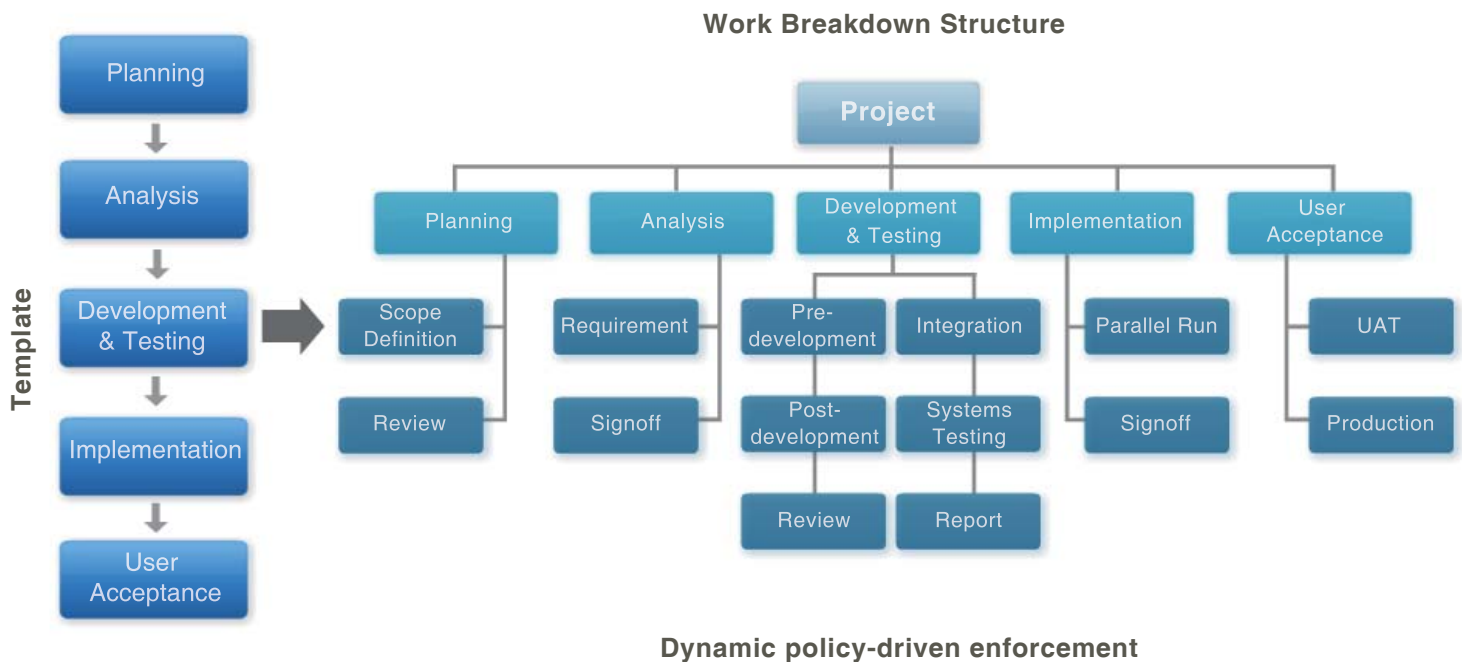 Work Breakdown Structure
Template
Planning
Analysis
Development
& Testing
Implementation
User
Acceptance
Project
Planning
Analysis
Development
& Testing
Implementation
User
Acceptance
Scope
Definition
Review
Requirement
Signoff
Pre-
development
Post-
development
Review
Integration
Systems
Testing
Report
Parallel Run
Signoff
UAT
Production
Dynamic policy-driven enforcement